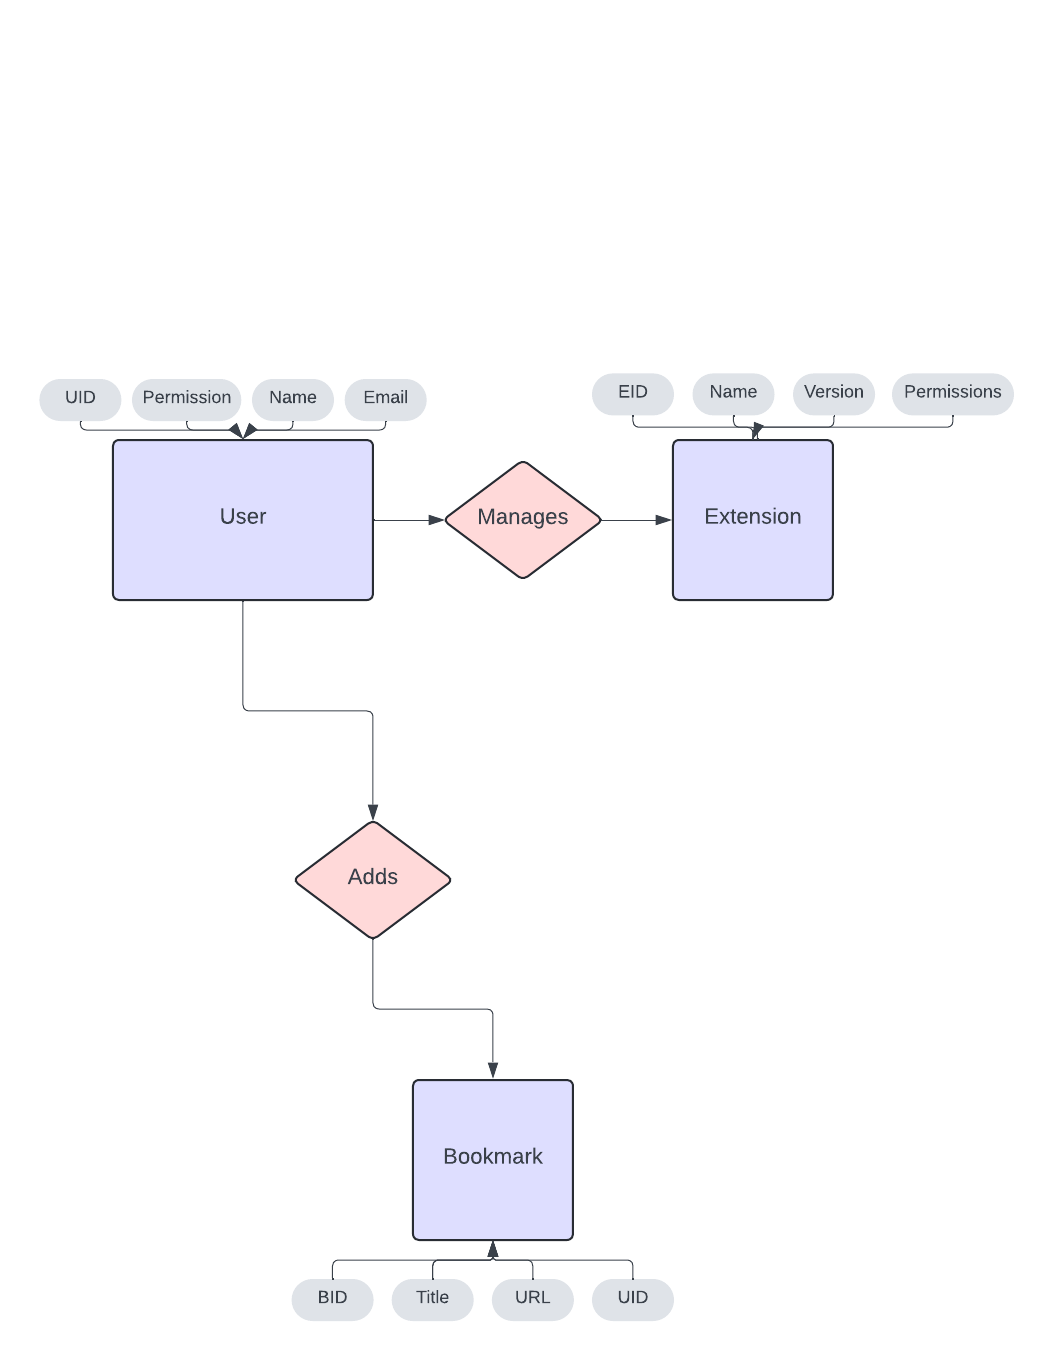 UID
Permission
Name
Email
EID
Name
Version
Permissions
User
Manages
Extension
Adds
Bookmark
BID
Title
URL
UID